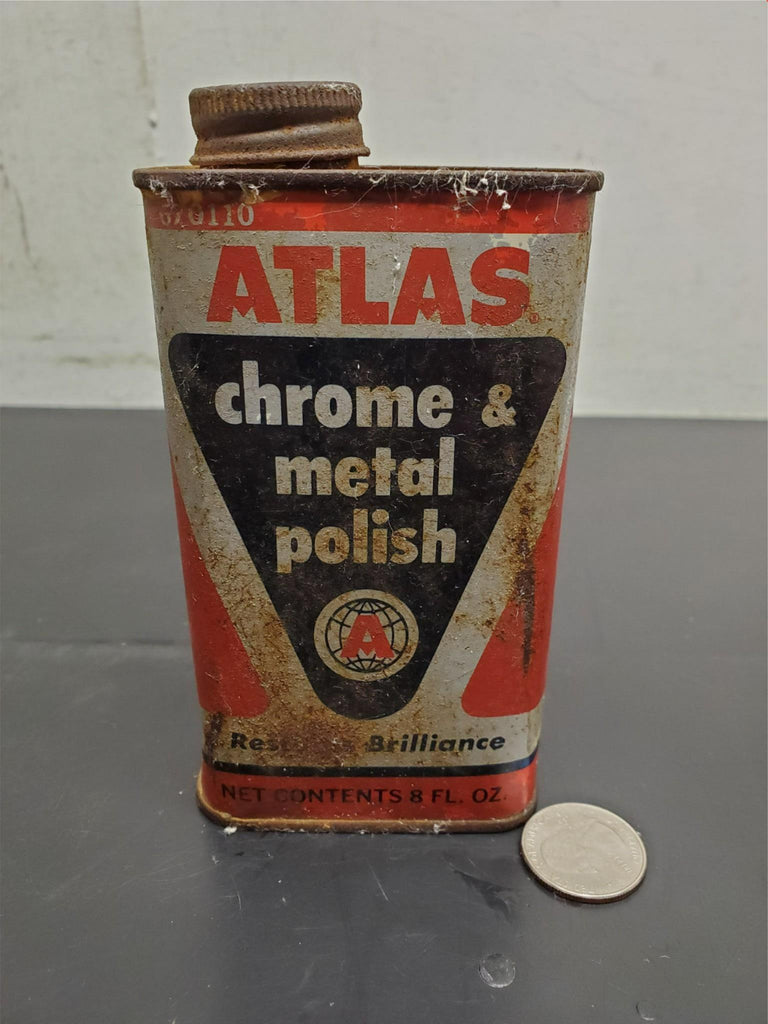 ATLAS
chrome &
metal
polish
A
Brilliance
NET CONTENTS 8 FL. OZ.